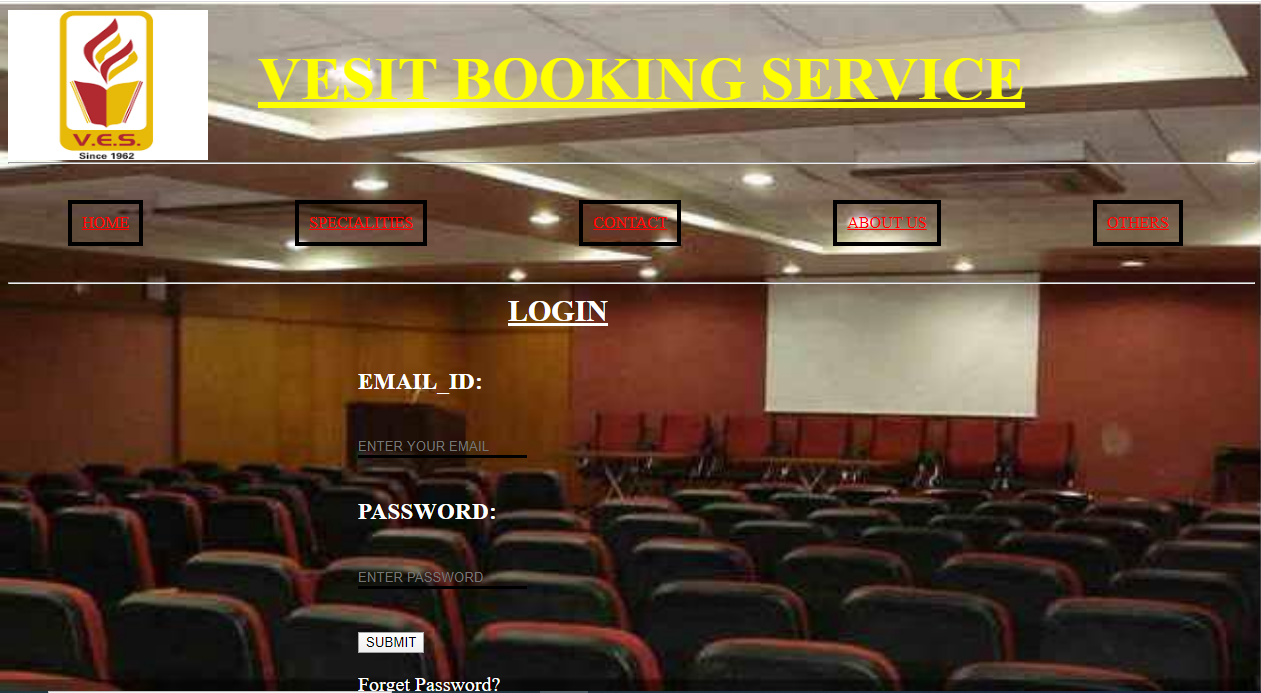 V.E.S.
Since 1962
VESIT BOOKING SERVICE
HOME SPECIALITIES CONTACT ABOUT US OTHERS
LOGIN
EMAIL_ID:
ENTER YOUR EMAIL
PASSWORD:
ENTER PASSWORD
SUBMIT
Forget Password?